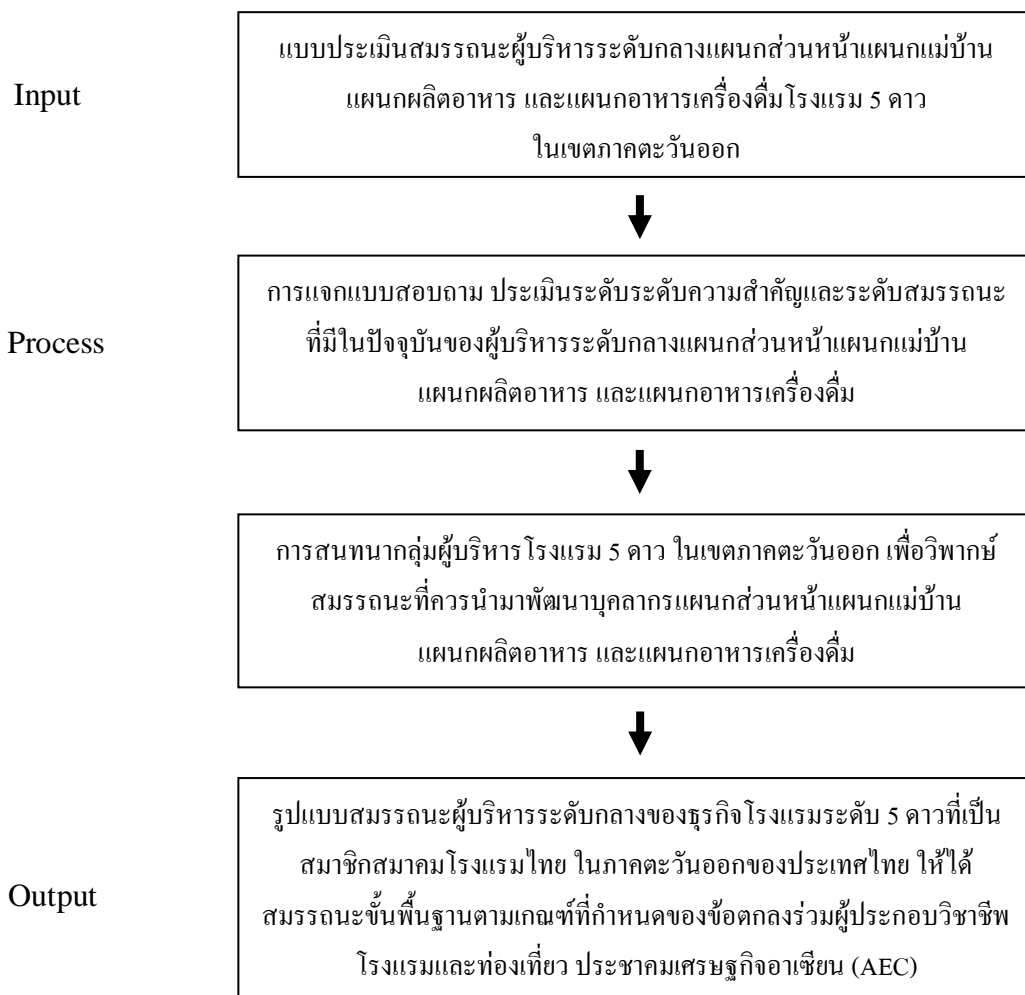 Input
แบบประเมินสมรรถนะผู้บริหารระดับกลางแผนกส่วนหน้าแผนกแม่บ้าน
แผนกผลิตอาหาร และแผนกอาหารเครื่องดื่มโรงแรม 5 ดาว
ในเขตภาคตะวันออก
Process
การแจกแบบสอบถาม ประเมินระดับระดับความสำคัญและระดับสมรรถนะ
ที่มีในปัจจุบันของผู้บริหารระดับกลางแผนกส่วนหน้าแผนกแม่บ้าน
แผนกผลิตอาหาร และแผนกอาหารเครื่องดื่ม
การสนทนากลุ่มผู้บริหารโรงแรม 5 ดาว ในเขตภาคตะวันออก เพื่อวิพากษ์
สมรรถนะที่ควรนำมาพัฒนาบุคลากรแผนกส่วนหน้าแผนกแม่บ้าน
แผนกผลิตอาหาร และแผนกอาหารเครื่องดื่ม
Output
รูปแบบสมรรถนะผู้บริหารระดับกลางของธุรกิจโรงแรมระดับ 5 ดาวที่เป็น
สมาชิกสมาคมโรงแรมไทย ในภาคตะวันออกของประเทศไทย ให้ได้
สมรรถนะขั้นพื้นฐานตามเกณฑ์ที่กำหนดของข้อตกลงร่วมผู้ประกอบวิชาชีพ
โรงแรมและท่องเที่ยว ประชาคมเศรษฐกิจอาเซียน (AEC)